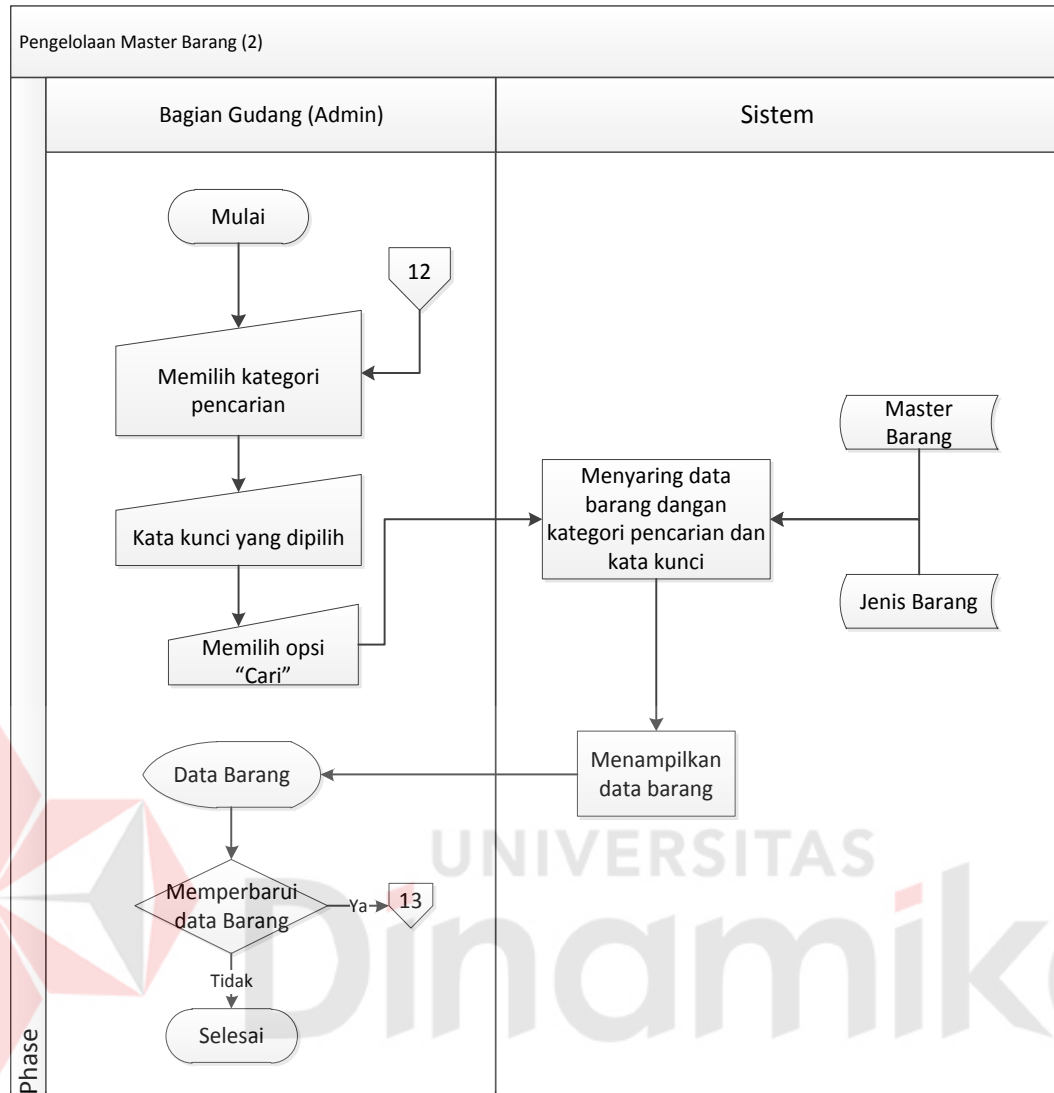 Pengelolaan Master Barang (2)
Bagian Gudang (Admin)
Sistem
Mulai
12
Memilih kategori
pencarian
Master
Barang
Menyaring data
barang dangan
kategori pencarian dan
kata kunci
Kata kunci yang dipilih
Jenis Barang
Memilih opsi
“Cari”
Data Barang
Menampilkan
data barang
Memperbarui
data Barang
Ya
13
Tidak
Selesai
Phase
UNIVERSITAS
Dinamika